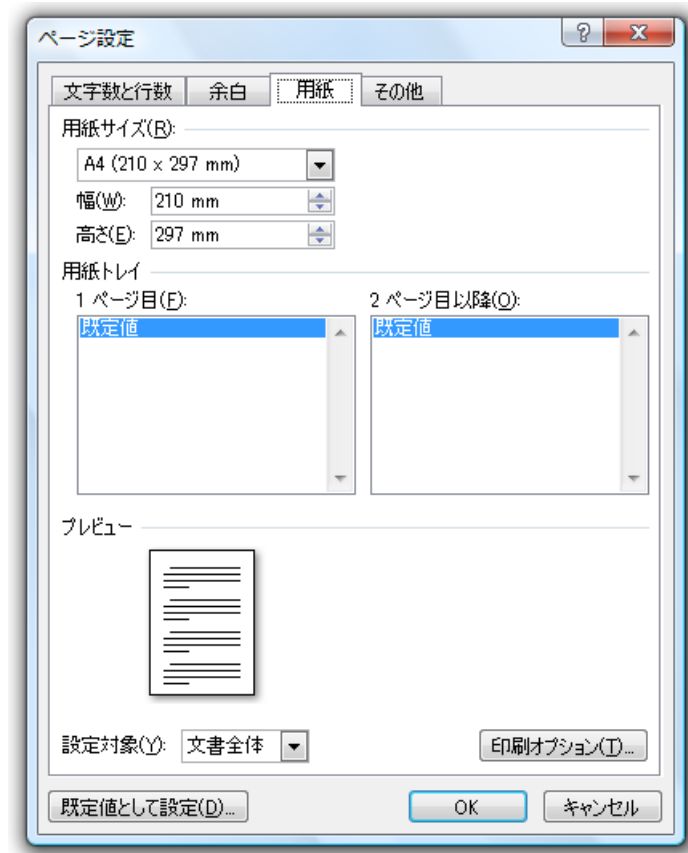 ページ設定
文字数と行数 余白 用紙 その他
用紙サイズ(R):
A4 (210 x 297 mm)
幅(W): 210 mm
高さ(E): 297 mm
用紙トレイ
1 ページ目(F): 2 ページ目以降(O):
既定値 既定値
プレビュー
設定対象(Y): 文書全体 印刷オプション(T)...
既定値として設定(D)... OK キャンセル